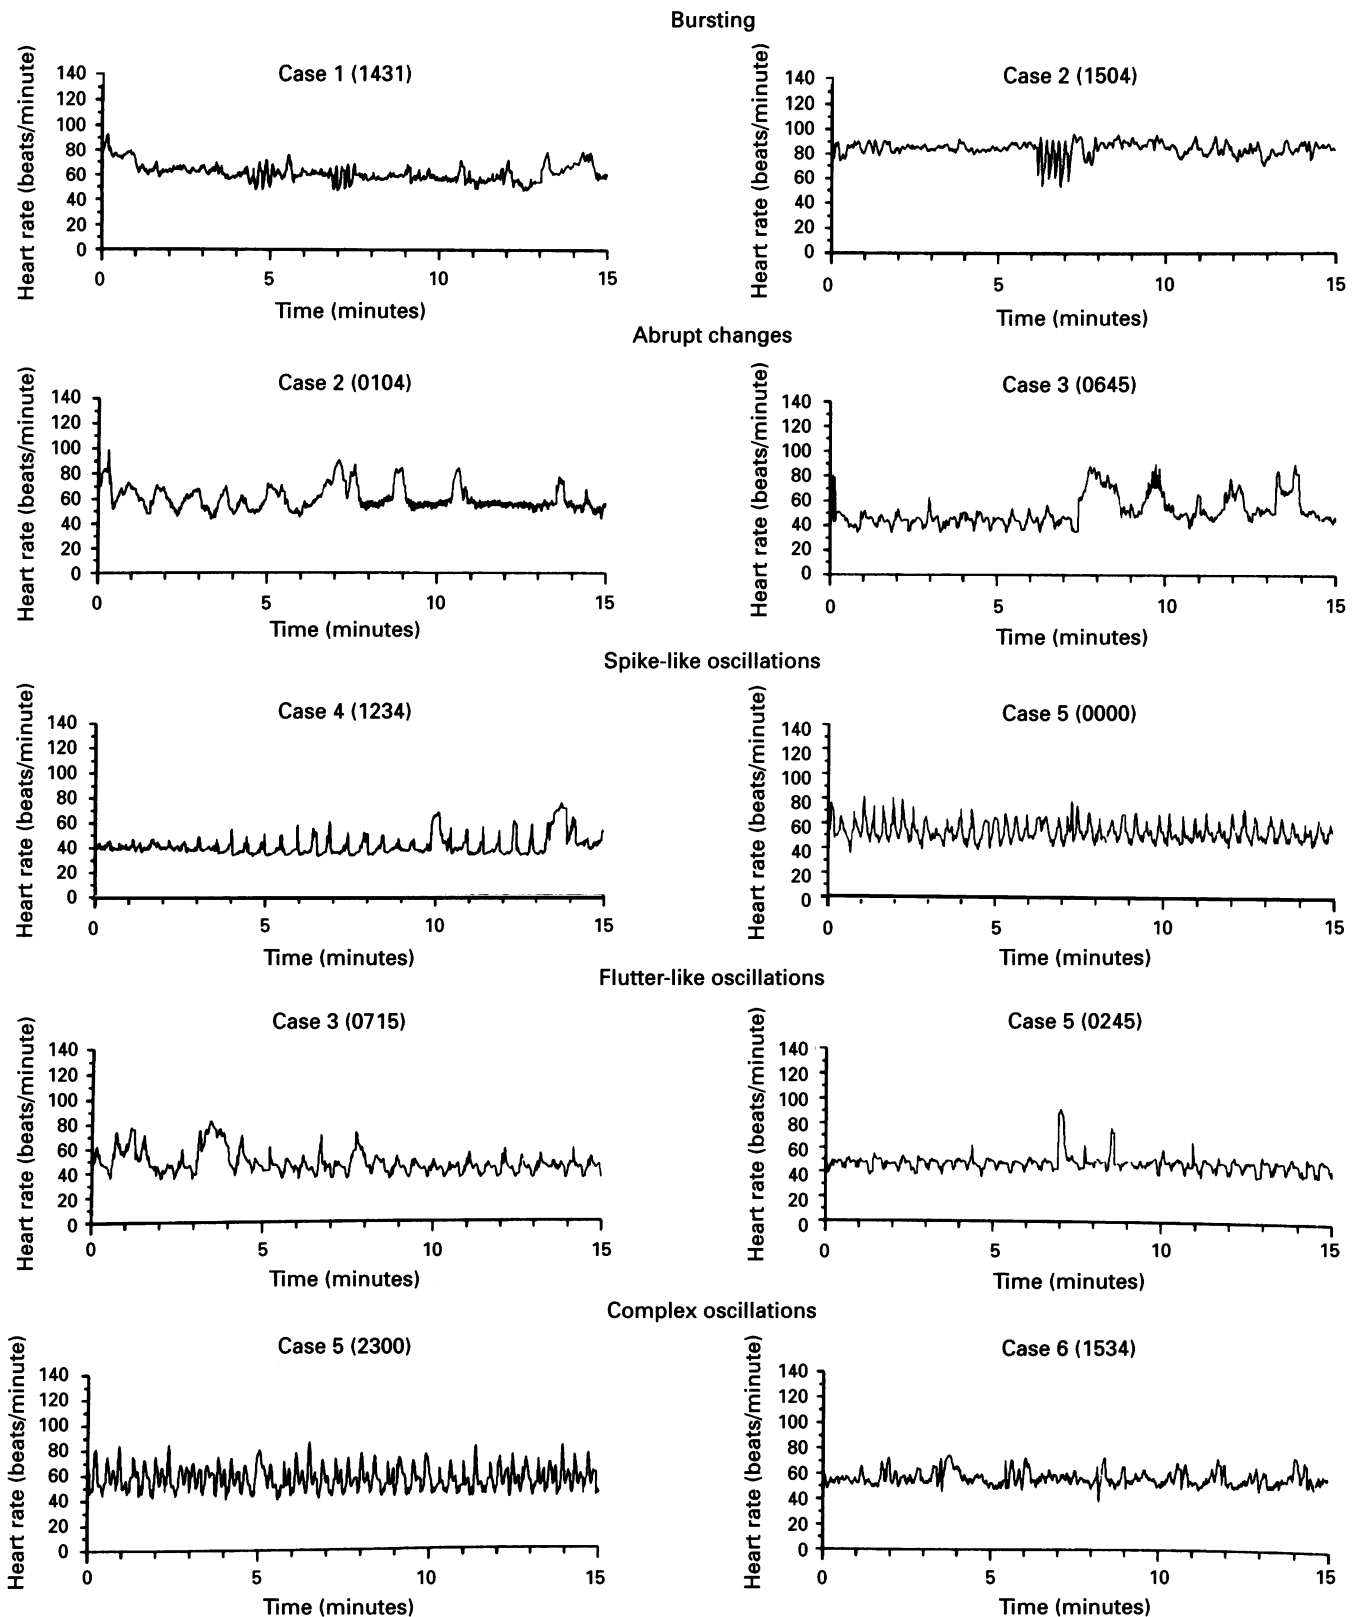 Bursting
Case 1 (1431)
Heart rate (beats/minute)
140
120
100
80
60
40
20
0
0 5 10 15
Time (minutes)
Case 2 (1504)
Heart rate (beats/minute)
140
120
100
80
60
40
20
0
0 5 10 15
Time (minutes)
Abrupt changes
Case 2 (0104)
Heart rate (beats/minute)
140
120
100
80
60
40
20
0
0 5 10 15
Time (minutes)
Case 3 (0645)
Heart rate (beats/minute)
140
120
100
80
60
40
20
0
0 5 10 15
Time (minutes)
Spike-like oscillations
Case 4 (1234)
Heart rate (beats/minute)
140
120
100
80
60
40
20
0
0 5 10 15
Time (minutes)
Case 5 (0000)
Heart rate (beats/minute)
140
120
100
80
60
40
20
0
0 5 10 15
Time (minutes)
Flutter-like oscillations
Case 3 (0715)
Heart rate (beats/minute)
140
120
100
80
60
40
20
0
0 5 10 15
Time (minutes)
Case 5 (0245)
Heart rate (beats/minute)
140
120
100
80
60
40
20
0
0 5 10 15
Time (minutes)
Complex oscillations
Case 5 (2300)
Heart rate (beats/minute)
140
120
100
80
60
40
20
0
0 5 10 15
Time (minutes)
Case 6 (1534)
Heart rate (beats/minute)
140
120
100
80
60
40
20
0
0 5 10 15
Time (minutes)